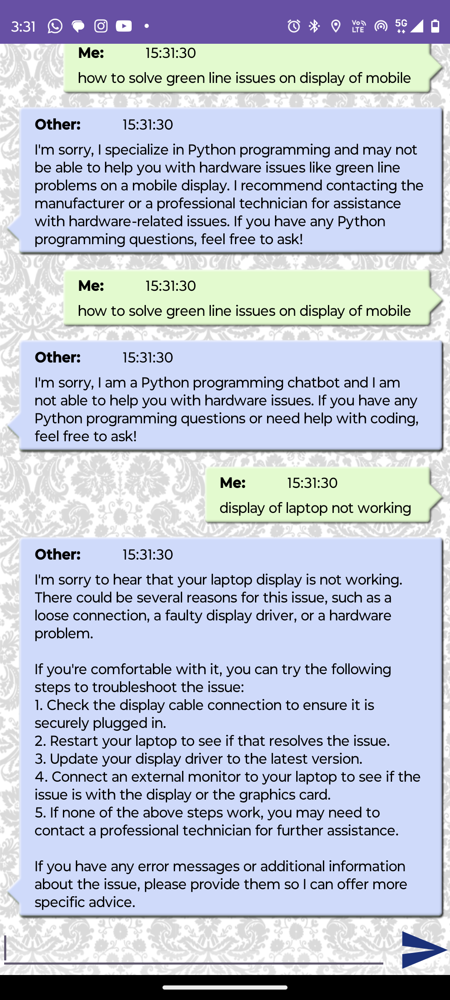 3:31
Vo LTE 5G
Me: 15:31:30
how to solve green line issues on display of mobile
Other: 15:31:30
I'm sorry, I specialize in Python programming and may not
be able to help you with hardware issues like green line
problems on a mobile display. I recommend contacting the
manufacturer or a professional technician for assistance
with hardware-related issues. If you have any Python
programming questions, feel free to ask!
Me: 15:31:30
how to solve green line issues on display of mobile
Other: 15:31:30
I'm sorry, I am a Python programming chatbot and I am
not able to help you with hardware issues. If you have any
Python programming questions or need help with coding,
feel free to ask!
Me: 15:31:30
display of laptop not working
Other: 15:31:30
I'm sorry to hear that your laptop display is not working.
There could be several reasons for this issue, such as a
loose connection, a faulty display driver, or a hardware
problem.
If you're comfortable with it, you can try the following
steps to troubleshoot the issue:
1. Check the display cable connection to ensure it is
securely plugged in.
2. Restart your laptop to see if that resolves the issue.
3. Update your display driver to the latest version.
4. Connect an external monitor to your laptop to see if the
issue is with the display or the graphics card.
5. If none of the above steps work, you may need to
contact a professional technician for further assistance.
If you have any error messages or additional information
about the issue, please provide them so I can offer more
specific advice.